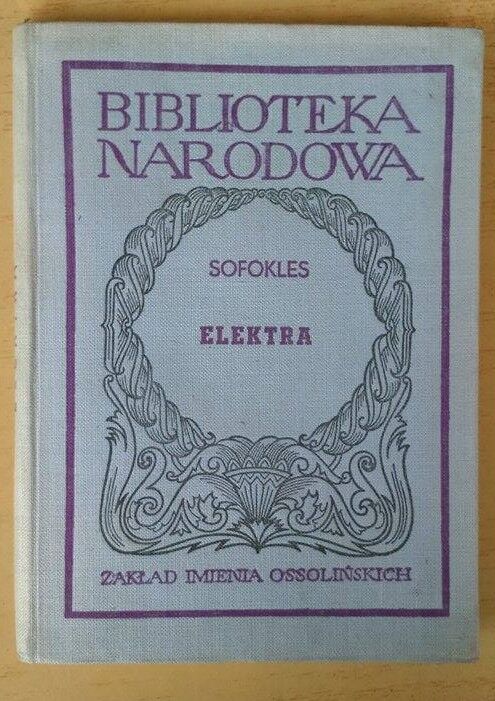 BIBLIOTEKA
NARODOWA
SOFOKLES
ELEKTRA
ZAKŁAD IMIENIA OSSOLIŃSKICH